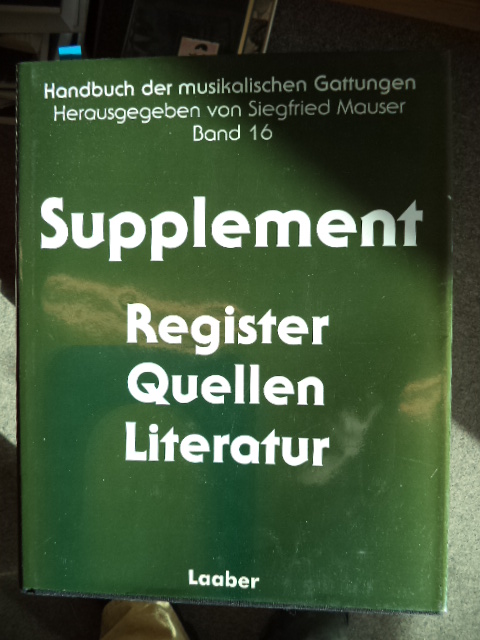 Handbuch der musikalischen Gattungen
Herausgegeben von Siegfried Mauser
Band 16
Supplement
Register
Quellen
Literatur
Laaber